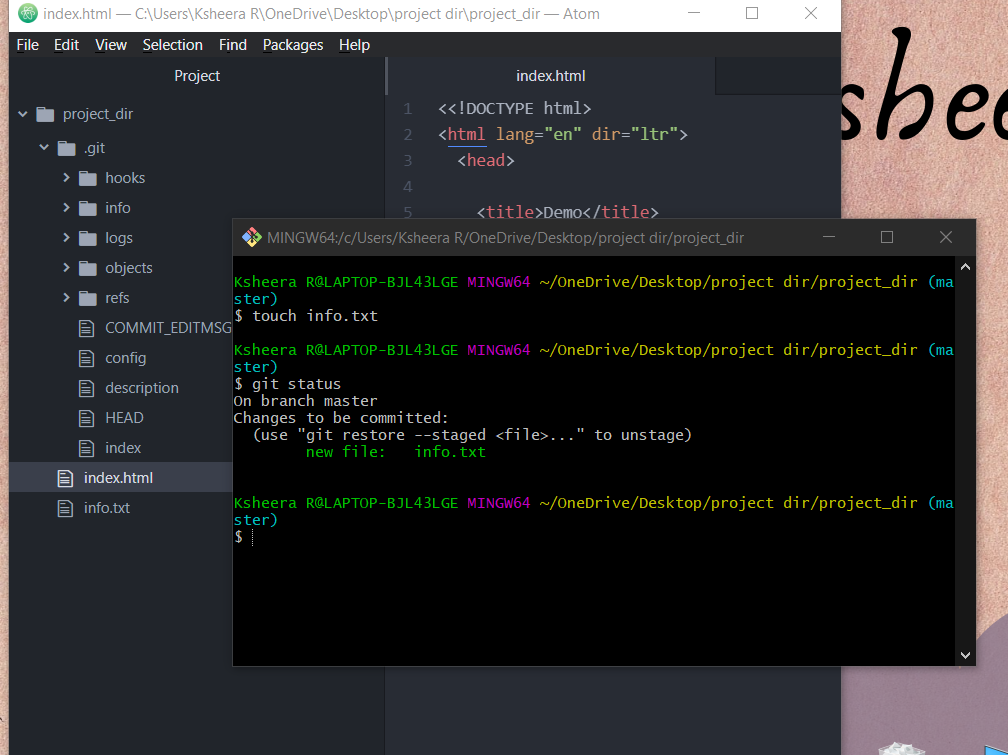 index.html — C:\Users\Ksheera R\OneDrive\Desktop\project dir\project_dir — Atom
File Edit View Selection Find Packages Help
Project
project_dir
.git
hooks
info
logs
objects
refs
COMMIT_EDITMSG
config
description
HEAD
index
index.html
info.txt
index.html
1 <<!DOCTYPE html>
2 <html lang="en" dir="ltr">
3 <head>
4
5 <title>Demo</title>
MINGW64:/c/Users/Ksheera R/OneDrive/Desktop/project dir/project_dir
Ksheera R@LAPTOP-BJL43LGE MINGW64 ~/OneDrive/Desktop/project dir/project_dir (ma
ster)
$ touch info.txt
Ksheera R@LAPTOP-BJL43LGE MINGW64 ~/OneDrive/Desktop/project dir/project_dir (ma
ster)
$ git status
On branch master
Changes to be committed:
(use "git restore --staged <file>..." to unstage)
new file: info.txt
Ksheera R@LAPTOP-BJL43LGE MINGW64 ~/OneDrive/Desktop/project dir/project_dir (ma
ster)
$